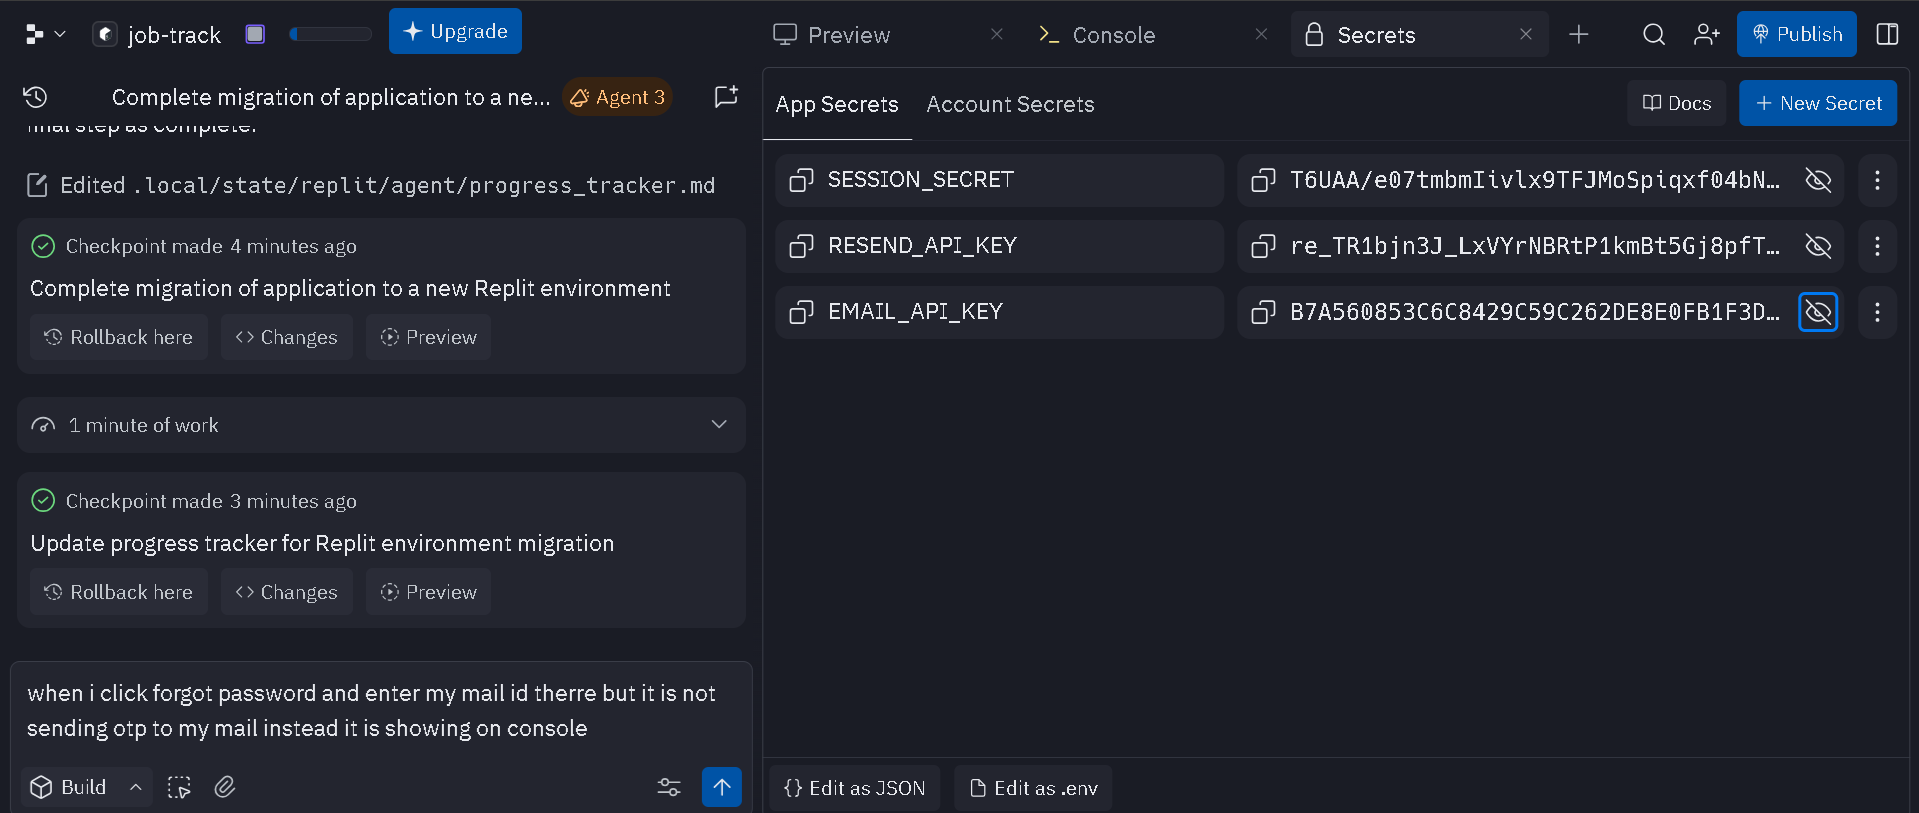 job-track
Upgrade
Preview
Console
Secrets
Publish
Complete migration of application to a ne...
Agent 3
final step as complete.
Edited .local/state/replit/agent/progress_tracker.md
Checkpoint made 4 minutes ago
Complete migration of application to a new Replit environment
Rollback here
Changes
Preview
1 minute of work
Checkpoint made 3 minutes ago
Update progress tracker for Replit environment migration
Rollback here
Changes
Preview
when i click forgot password and enter my mail id therre but it is not
sending otp to my mail instead it is showing on console
Build
App Secrets
Account Secrets
Docs
New Secret
SESSION_SECRET
T6UAA/e07tmbmIivlx9TFJMoSpiqxf04bN...
RESEND_API_KEY
re_TR1bjn3J_LxVYrNBRtP1kmBt5Gj8pfT...
EMAIL_API_KEY
B7A560853C6C8429C59C262DE8E0FB1F3D...
{} Edit as JSON
Edit as .env